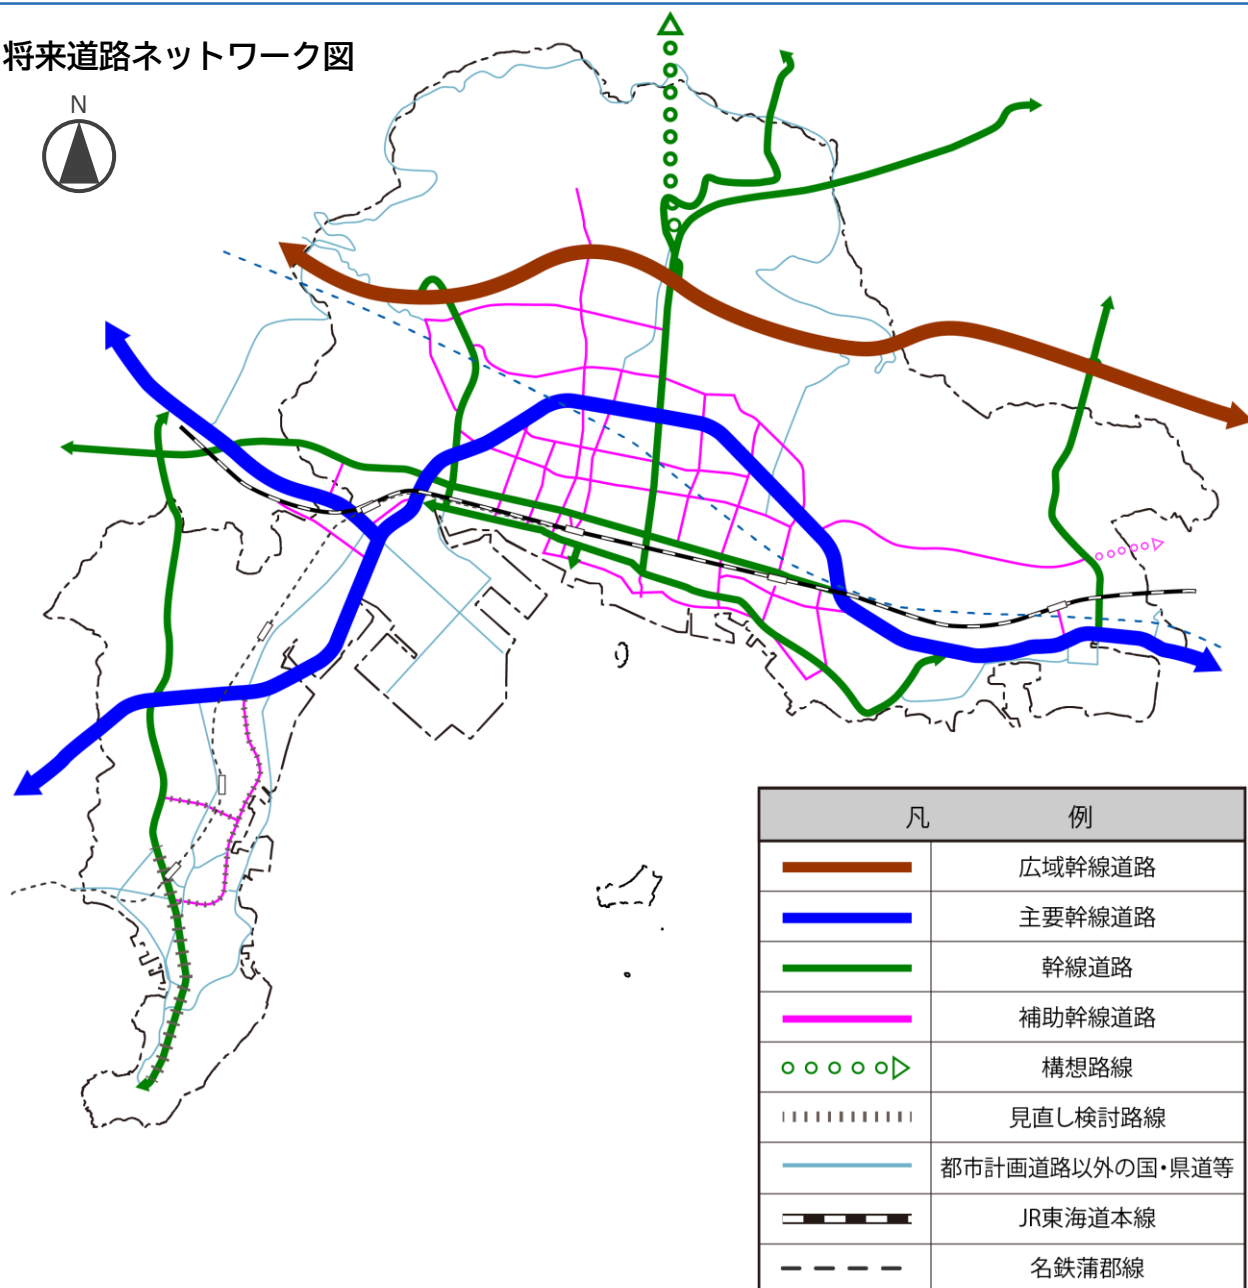 将来道路ネットワーク図
N
凡例
広域幹線道路
主要幹線道路
幹線道路
補助幹線道路
構想路線
見直し検討路線
都市計画道路以外の国・県道等
JR東海道本線
名鉄蒲郡線